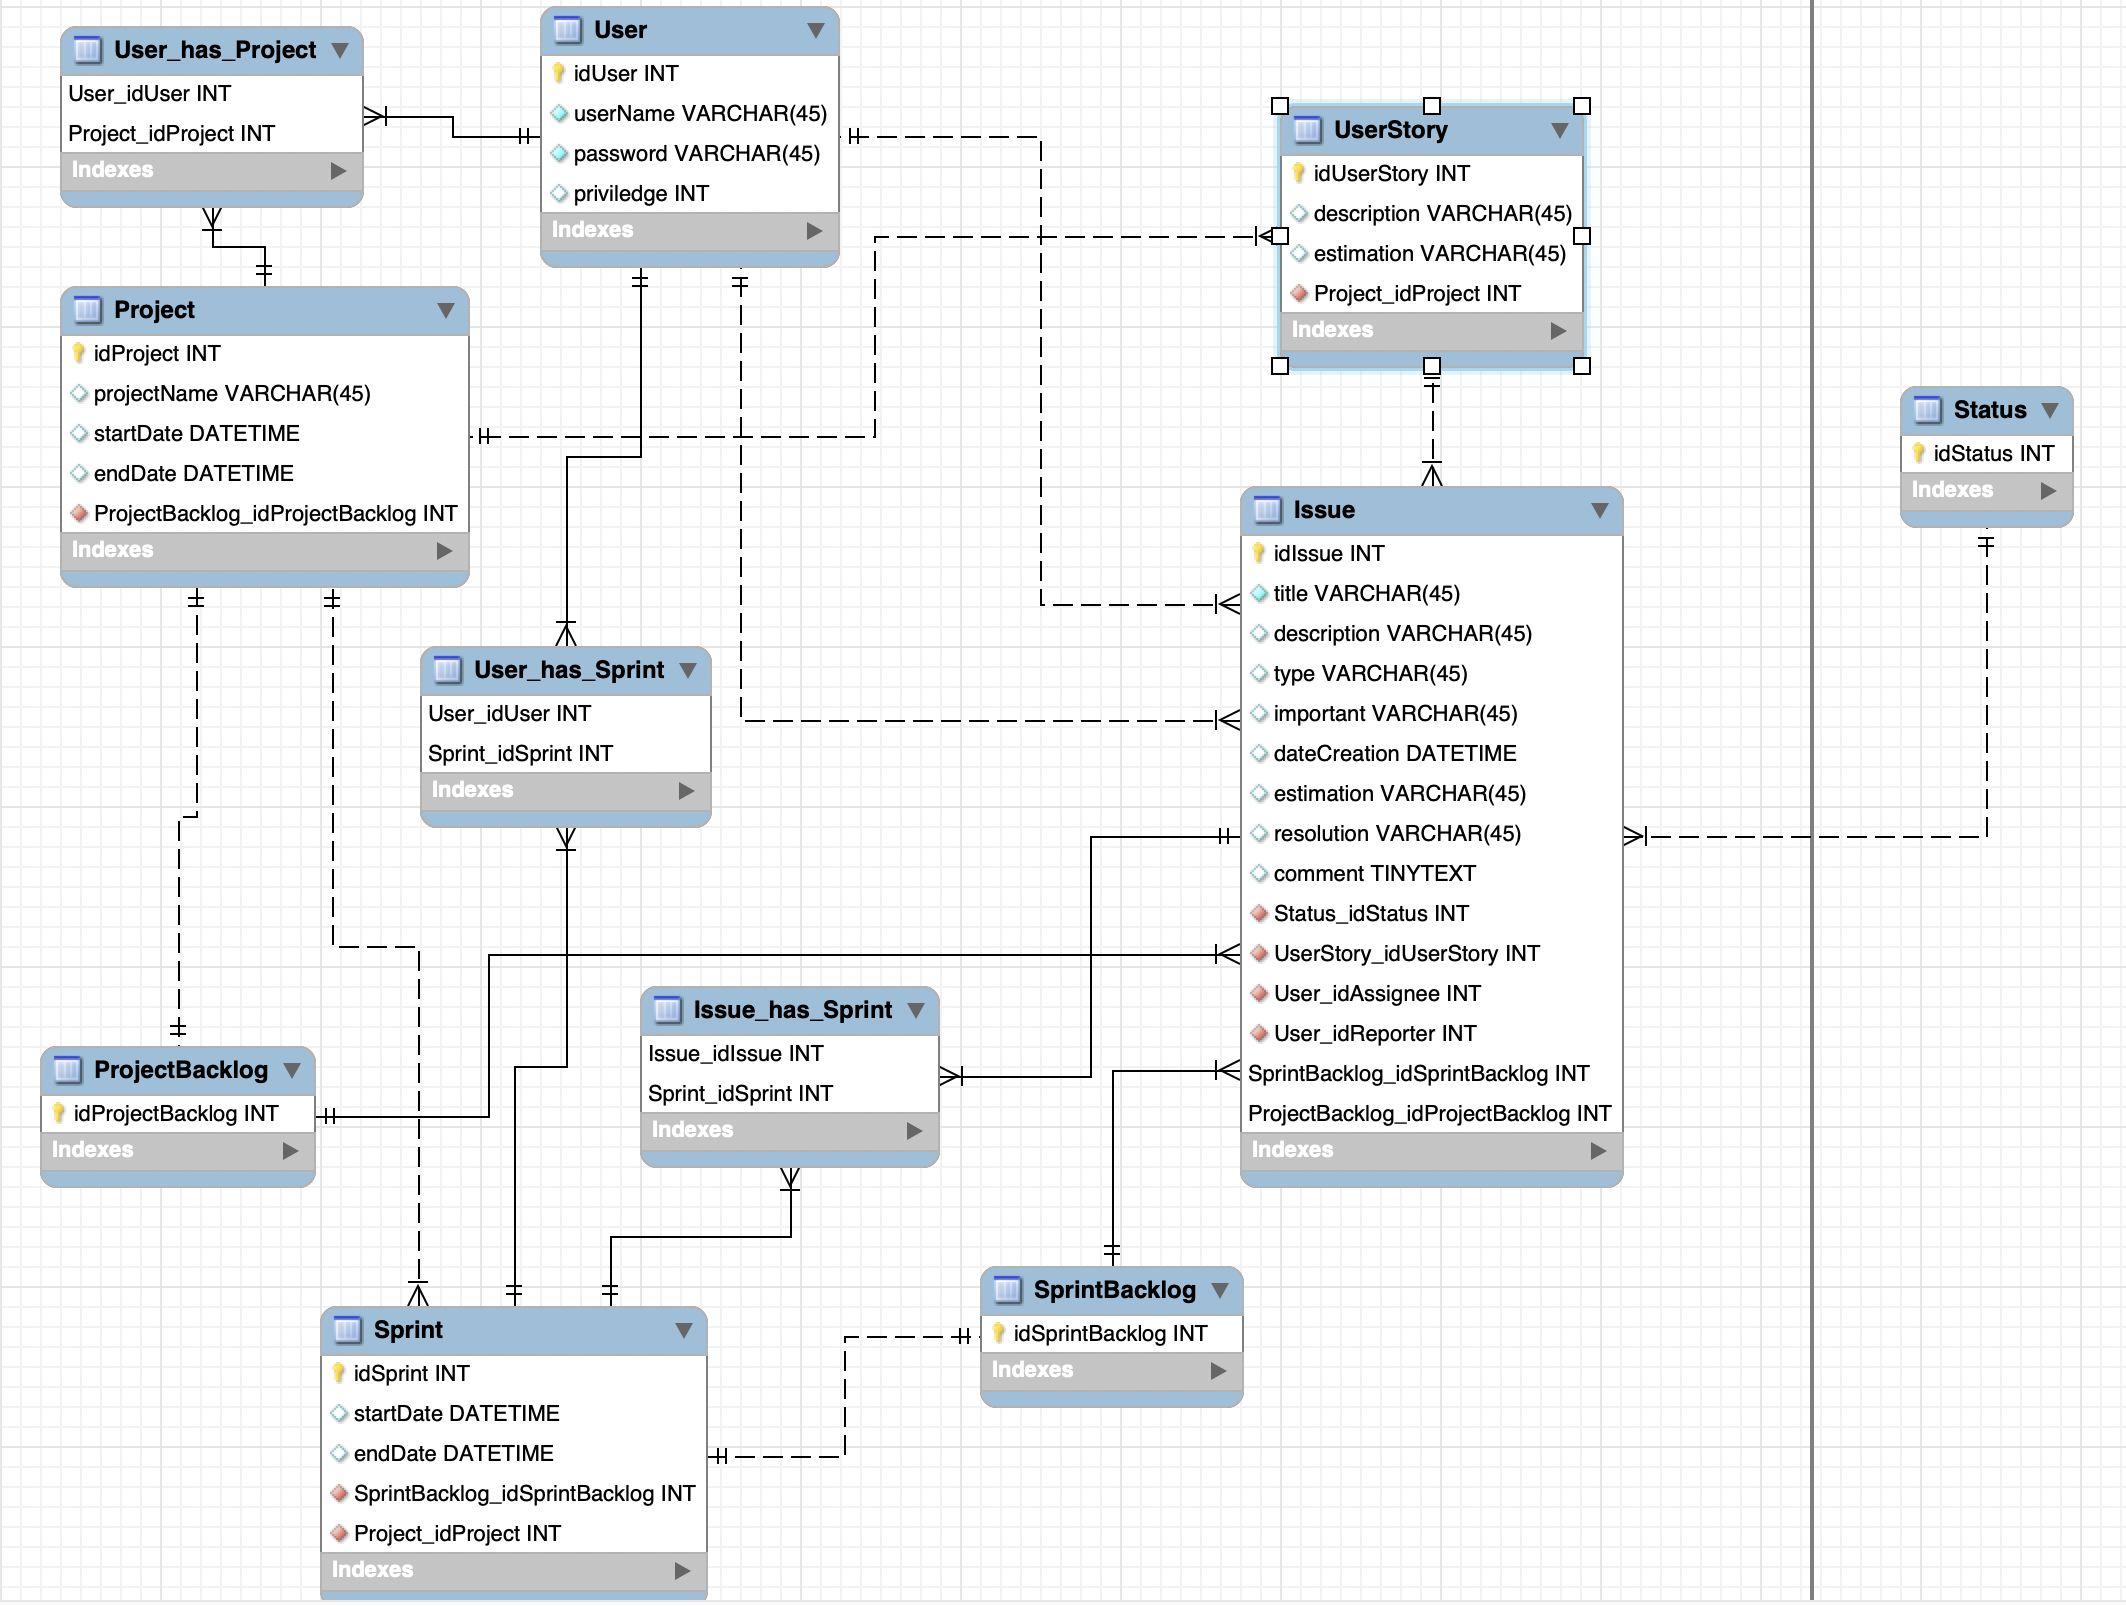 User_has_Project
User_idUser INT
Project_idProject INT
Indexes
User
idUser INT
userName VARCHAR(45)
password VARCHAR(45)
priviledge INT
Indexes
UserStory
idUserStory INT
description VARCHAR(45)
estimation VARCHAR(45)
Project_idProject INT
Indexes
Project
idProject INT
projectName VARCHAR(45)
startDate DATETIME
endDate DATETIME
ProjectBacklog_idProjectBacklog INT
Indexes
Status
idStatus INT
Indexes
Issue
idIssue INT
title VARCHAR(45)
description VARCHAR(45)
type VARCHAR(45)
important VARCHAR(45)
dateCreation DATETIME
estimation VARCHAR(45)
resolution VARCHAR(45)
comment TINYTEXT
Status_idStatus INT
UserStory_idUserStory INT
User_idAssignee INT
User_idReporter INT
SprintBacklog_idSprintBacklog INT
ProjectBacklog_idProjectBacklog INT
Indexes
User_has_Sprint
User_idUser INT
Sprint_idSprint INT
Indexes
Issue_has_Sprint
Issue_idIssue INT
Sprint_idSprint INT
Indexes
ProjectBacklog
idProjectBacklog INT
Indexes
SprintBacklog
idSprintBacklog INT
Indexes
Sprint
idSprint INT
startDate DATETIME
endDate DATETIME
SprintBacklog_idSprintBacklog INT
Project_idProject INT
Indexes